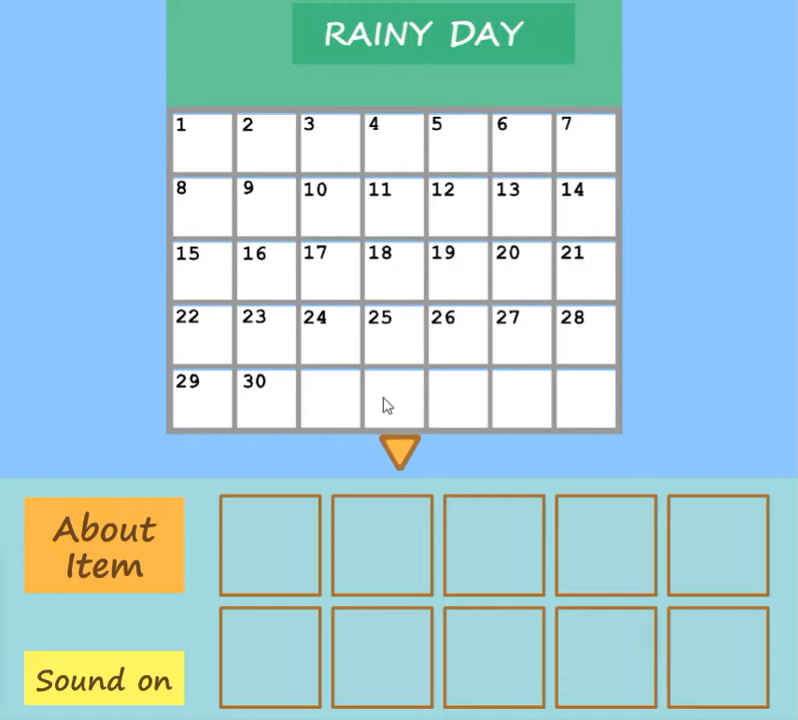 RAINY DAY
1 2 3 4 5 6 7
8 9 10 11 12 13 14
15 16 17 18 19 20 21
22 23 24 25 26 27 28
29 30
About
Item
Sound on